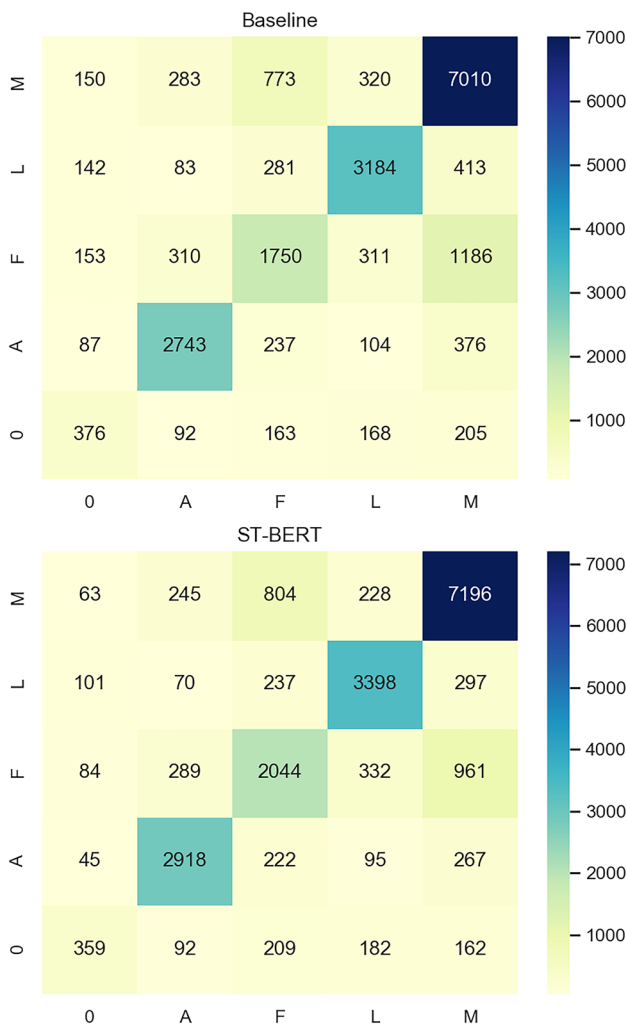 Baseline
M 150 283 773 320 7010
L 142 83 281 3184 413
F 153 310 1750 311 1186
A 87 2743 237 104 376
0 376 92 163 168 205
0 A F L M
7000
6000
5000
4000
3000
2000
1000
ST-BERT
M 63 245 804 228 7196
L 101 70 237 3398 297
F 84 289 2044 332 961
A 45 2918 222 95 267
0 359 92 209 182 162
0 A F L M
7000
6000
5000
4000
3000
2000
1000